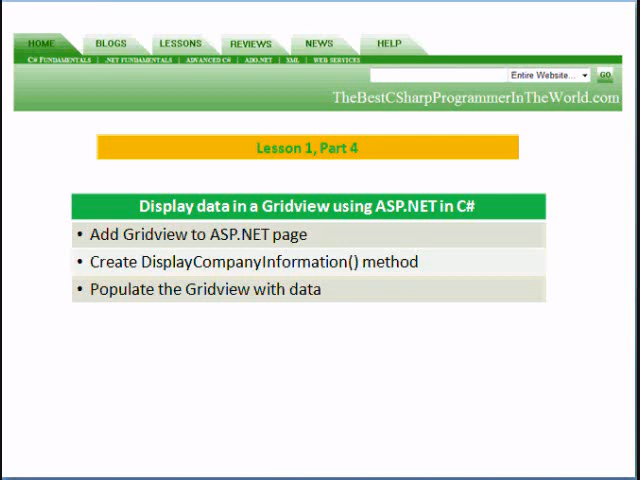 HOME BLOGS LESSONS REVIEWS NEWS HELP
C# FUNDAMENTALS | .NET FUNDAMENTALS | ADVANCED C# | ADO.NET | XML | WEB SERVICES
Entire Website... GO
TheBestCSharpProgrammerInTheWorld.com
Lesson 1, Part 4
Display data in a Gridview using ASP.NET in C#
• Add Gridview to ASP.NET page
• Create DisplayCompanyInformation() method
• Populate the Gridview with data